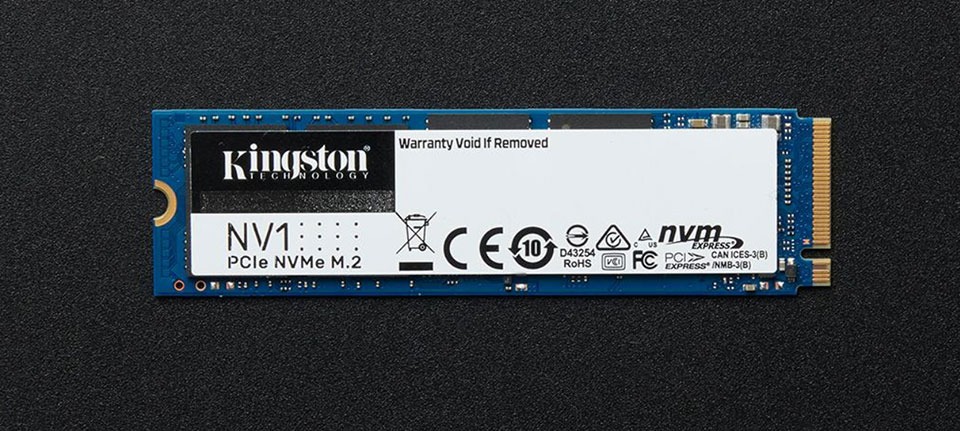 Kingston®
TECHNOLOGY
Warranty Void If Removed
NV1
PCIe NVMe M.2
CE
10
D43254
RoHS
VCI
C US
FC
nvm
EXPRESS
PCI
EXPRESS®
CAN ICES-3(B)
/NMB-3(B)